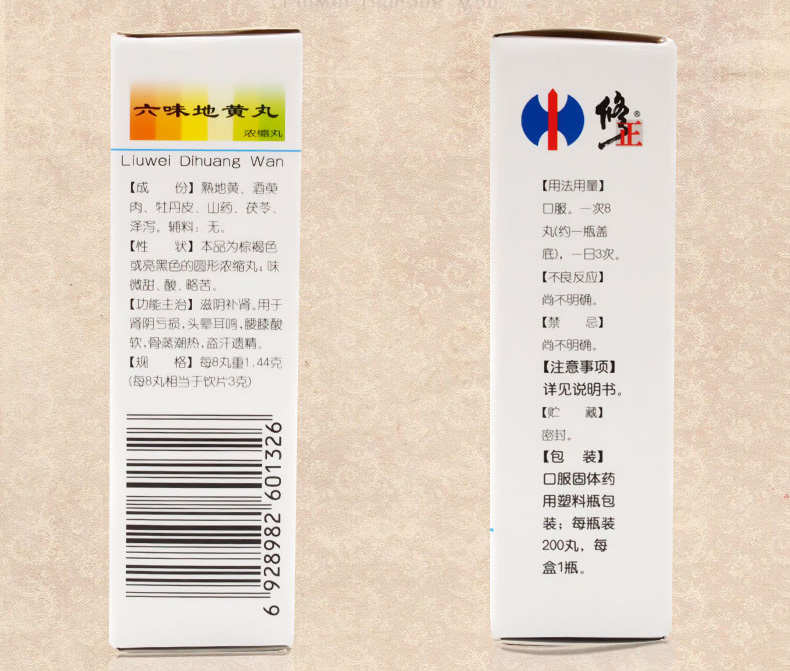 六味地黄丸
浓缩丸
Liuwei Dihuang Wan
【成 份】熟地黄、酒萸
肉、牡丹皮、山药、茯苓、
泽泻。辅料：无。
【性 状】本品为棕褐色
或亮黑色的圆形浓缩丸；味
微甜、酸、略苦。
【功能主治】滋阴补肾。用于
肾阴亏损，头晕耳鸣，腰膝酸
软，骨蒸潮热，盗汗遗精。
【规 格】每8丸重1.44克
(每8丸相当于饮片3克)
6 928982 601326
修正®
【用法用量】
口服。一次8
丸(约一瓶盖
底)，一日3次。
【不良反应】
尚不明确。
【禁 忌】
尚不明确。
【注意事项】
详见说明书。
【贮 藏】
密封。
【包 装】
口服固体药
用塑料瓶包
装；每瓶装
200丸，每
盒1瓶。